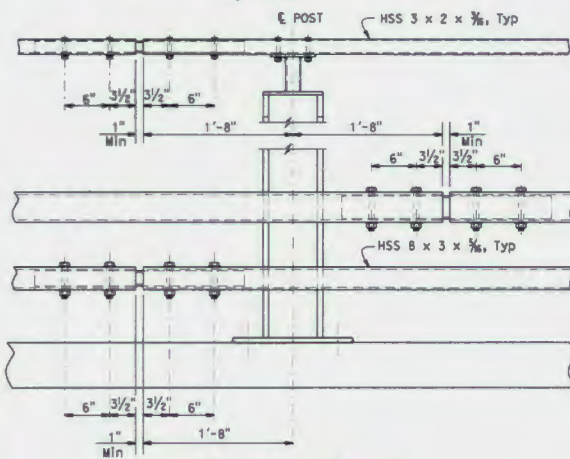 ℄ POST
HSS 3 x 2 x 3/16, Typ
6" 3½" 3½" 6"
1" Min 1'-8" 1'-8" 1" Min
6" 3½" 3½" 6"
HSS 8 x 3 x 5/16, Typ
6" 3½" 3½" 6"
1" Min 1'-8"